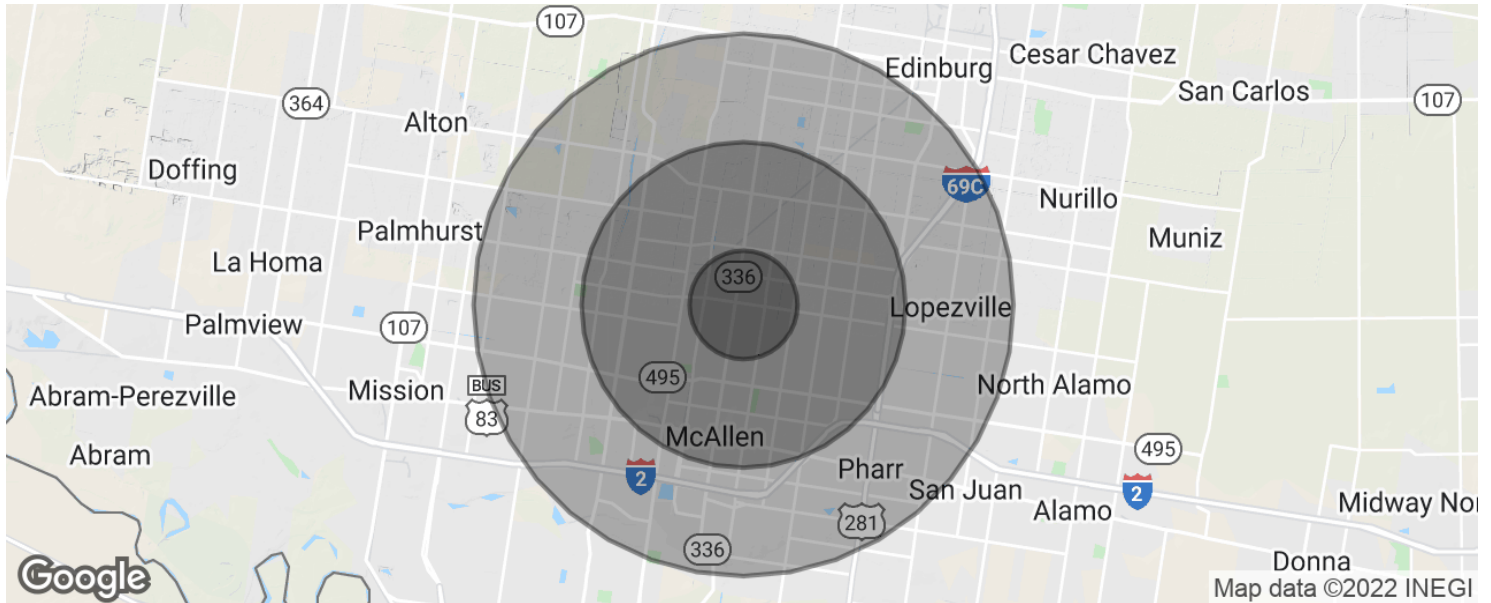 107
Edinburg
Cesar Chavez
San Carlos
107
364
Alton
Doffing
69C
Nurillo
Palmhurst
Muniz
La Homa
336
Lopezville
Palmview
107
495
North Alamo
Mission
BUS
83
Abram-Perezville
McAllen
Abram
495
Pharr
2
San Juan
2
Alamo
Midway Nor
281
336
Donna
Google
Map data ©2022 INEGI